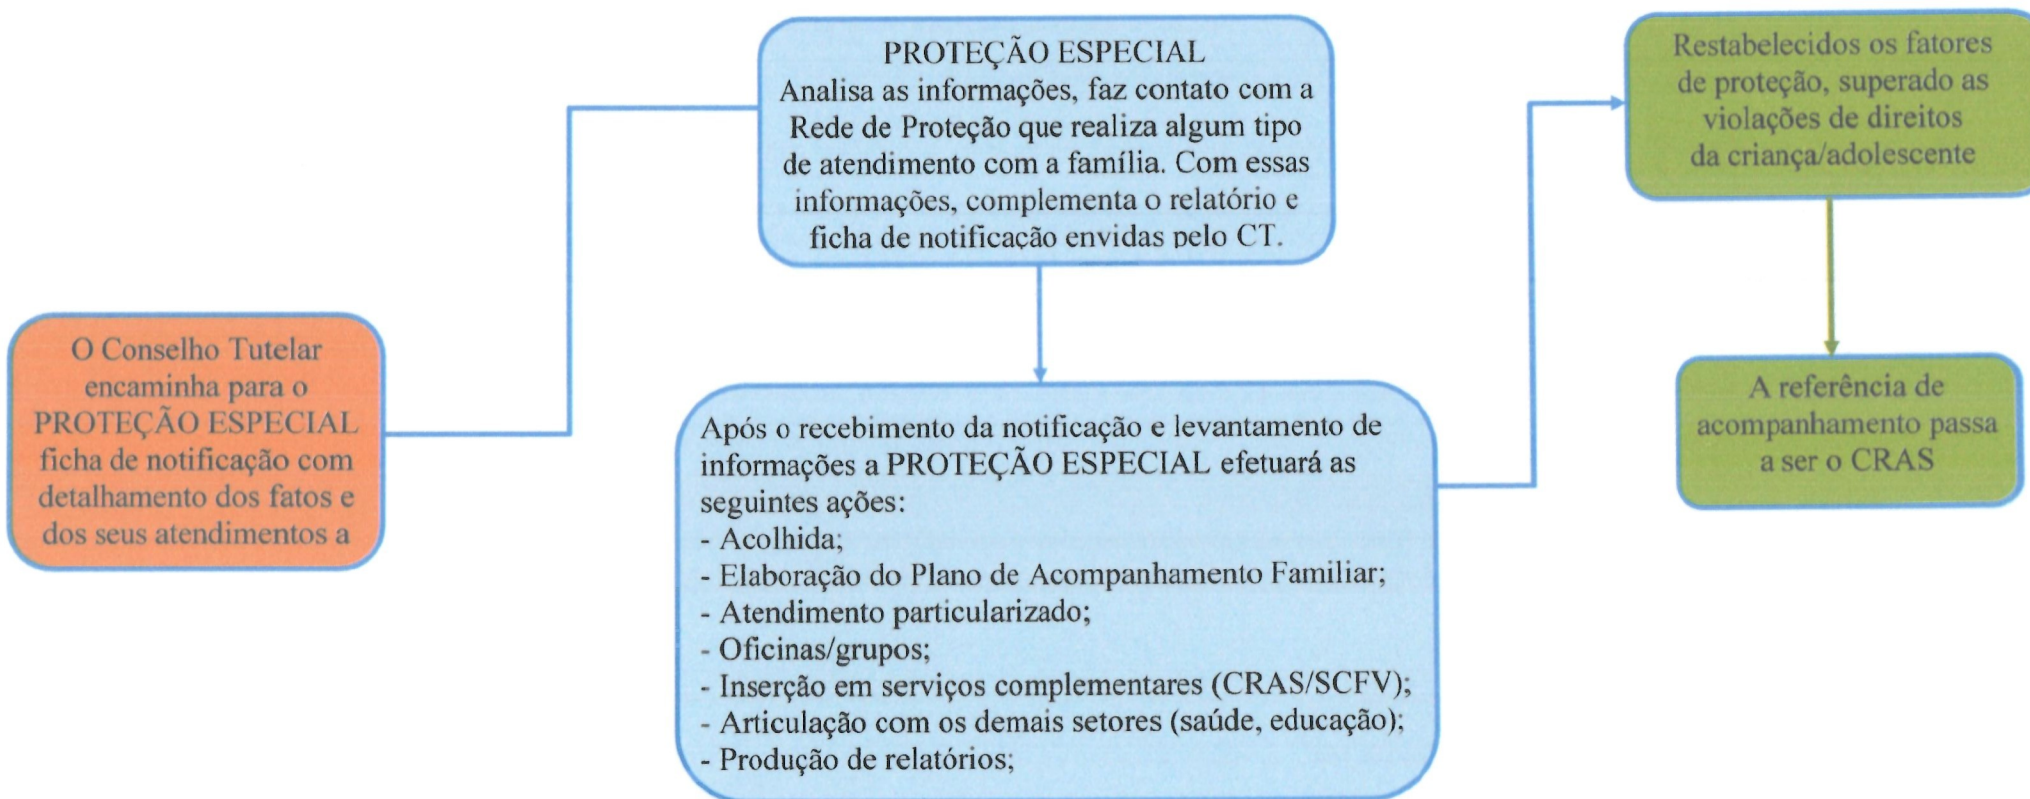 O Conselho Tutelar
encaminha para o
PROTEÇÃO ESPECIAL
ficha de notificação com
detalhamento dos fatos e
dos seus atendimentos a
PROTEÇÃO ESPECIAL
Analisa as informações, faz contato com a
Rede de Proteção que realiza algum tipo
de atendimento com a família. Com essas
informações, complementa o relatório e
ficha de notificação envidas pelo CT.
Após o recebimento da notificação e levantamento de
informações a PROTEÇÃO ESPECIAL efetuará as
seguintes ações:
- Acolhida;
- Elaboração do Plano de Acompanhamento Familiar;
- Atendimento particularizado;
- Oficinas/grupos;
- Inserção em serviços complementares (CRAS/SCFV);
- Articulação com os demais setores (saúde, educação);
- Produção de relatórios;
Restabelecidos os fatores
de proteção, superado as
violações de direitos
da criança/adolescente
A referência de
acompanhamento passa
a ser o CRAS